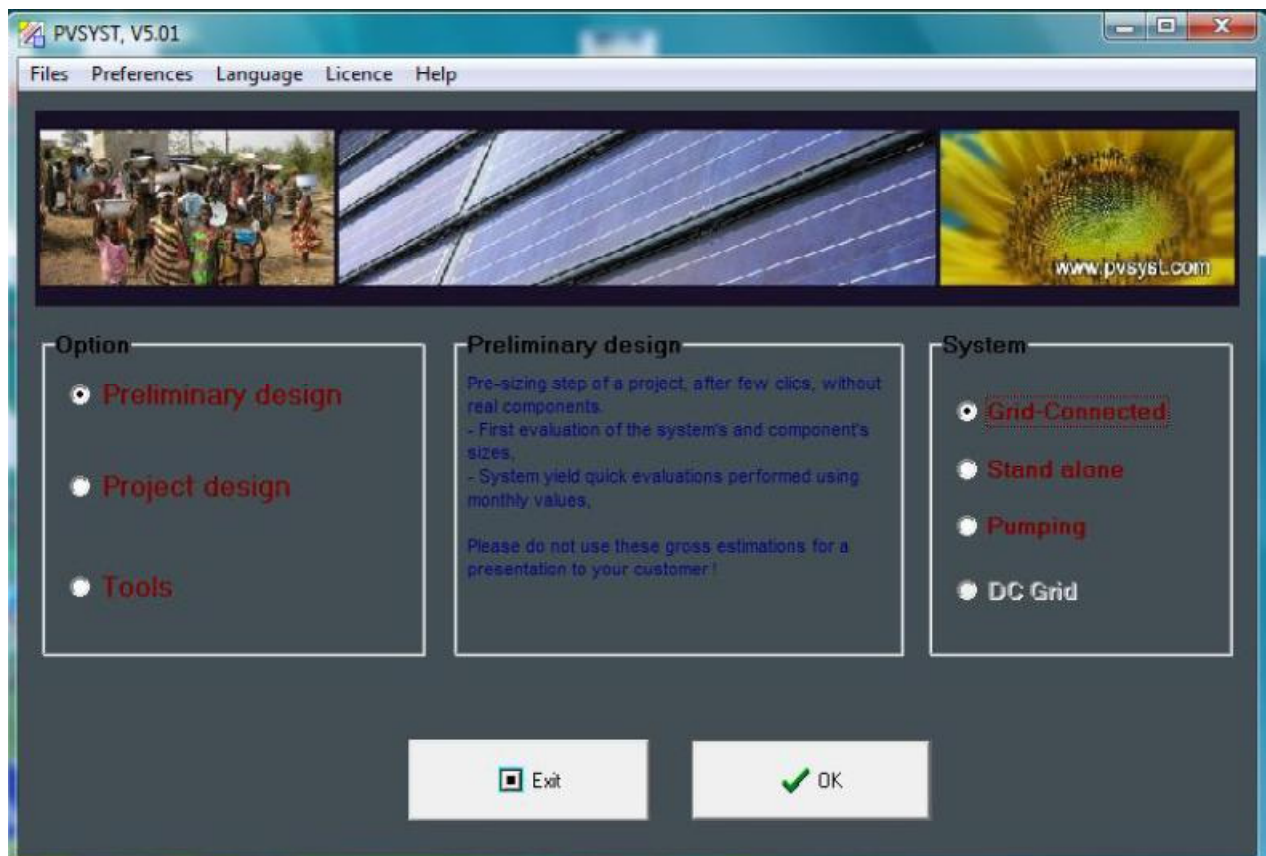 PVSYST, V5.01
Files Preferences Language Licence Help
www.pvsyst.com
Option
Preliminary design
Project design
Tools
Preliminary design
Pre-sizing step of a project, after few clics, without
real components.
- First evaluation of the system's and component's
sizes,
- System yield quick evaluations performed using
monthly values,
Please do not use these gross estimations for a
presentation to your customer !
System
Grid-Connected
Stand alone
Pumping
DC Grid
Exit
OK